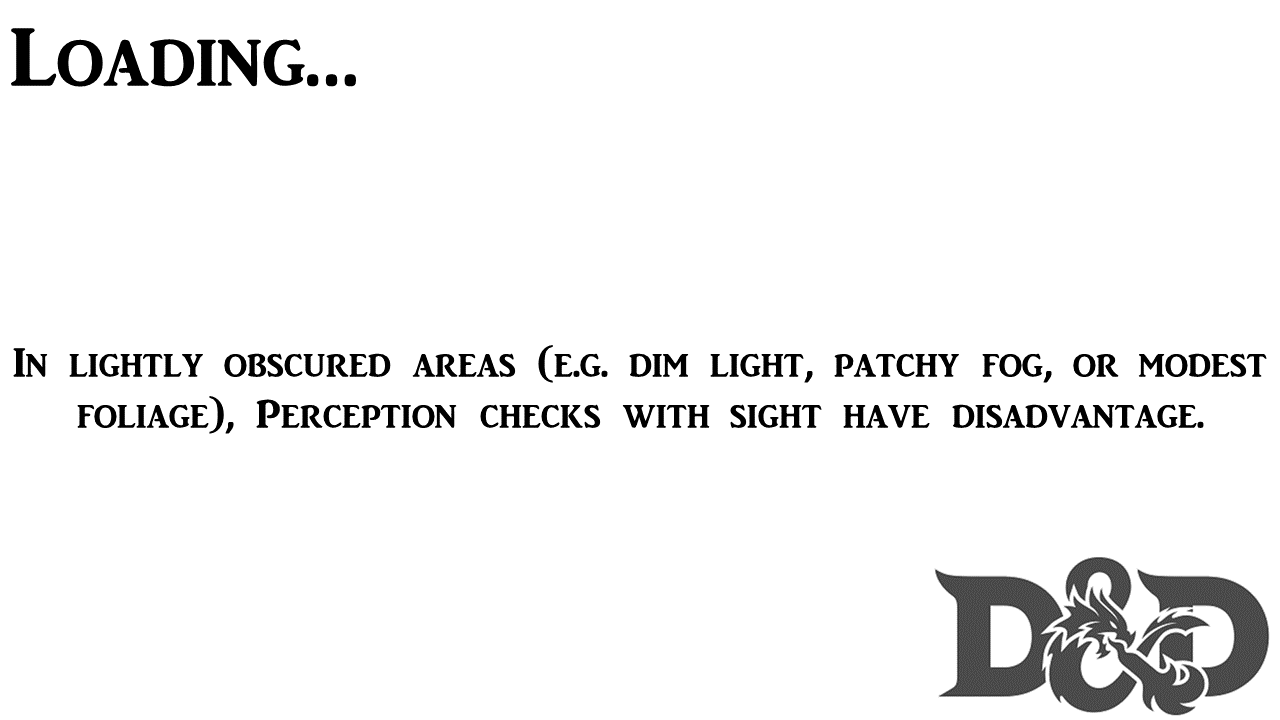 Loading...
In lightly obscured areas (e.g. dim light, patchy fog, or modest
foliage), Perception checks with sight have disadvantage.
D&D